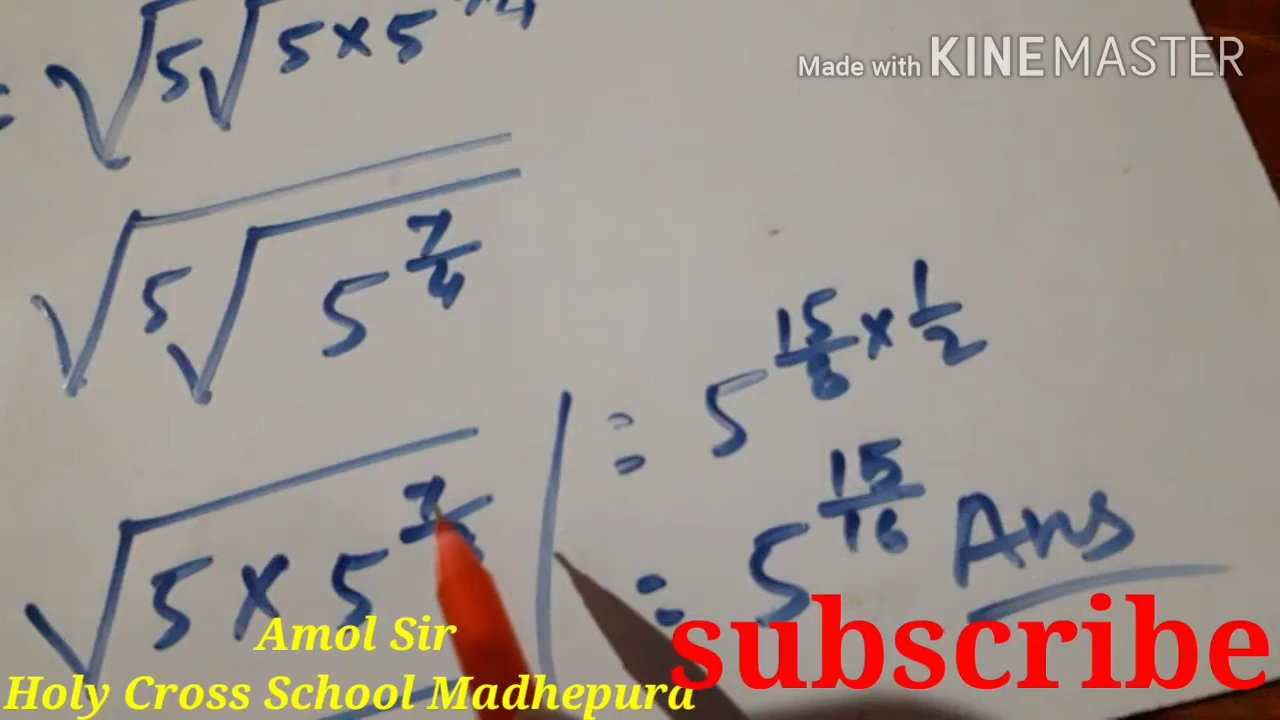 Made with KINEMASTER
= √5√5×5
√5√5^7/4
√5×5^7/
= 5^15/8×1/2
= 5^15/16 Ans
Amol Sir
Holy Cross School Madhepura
subscribe